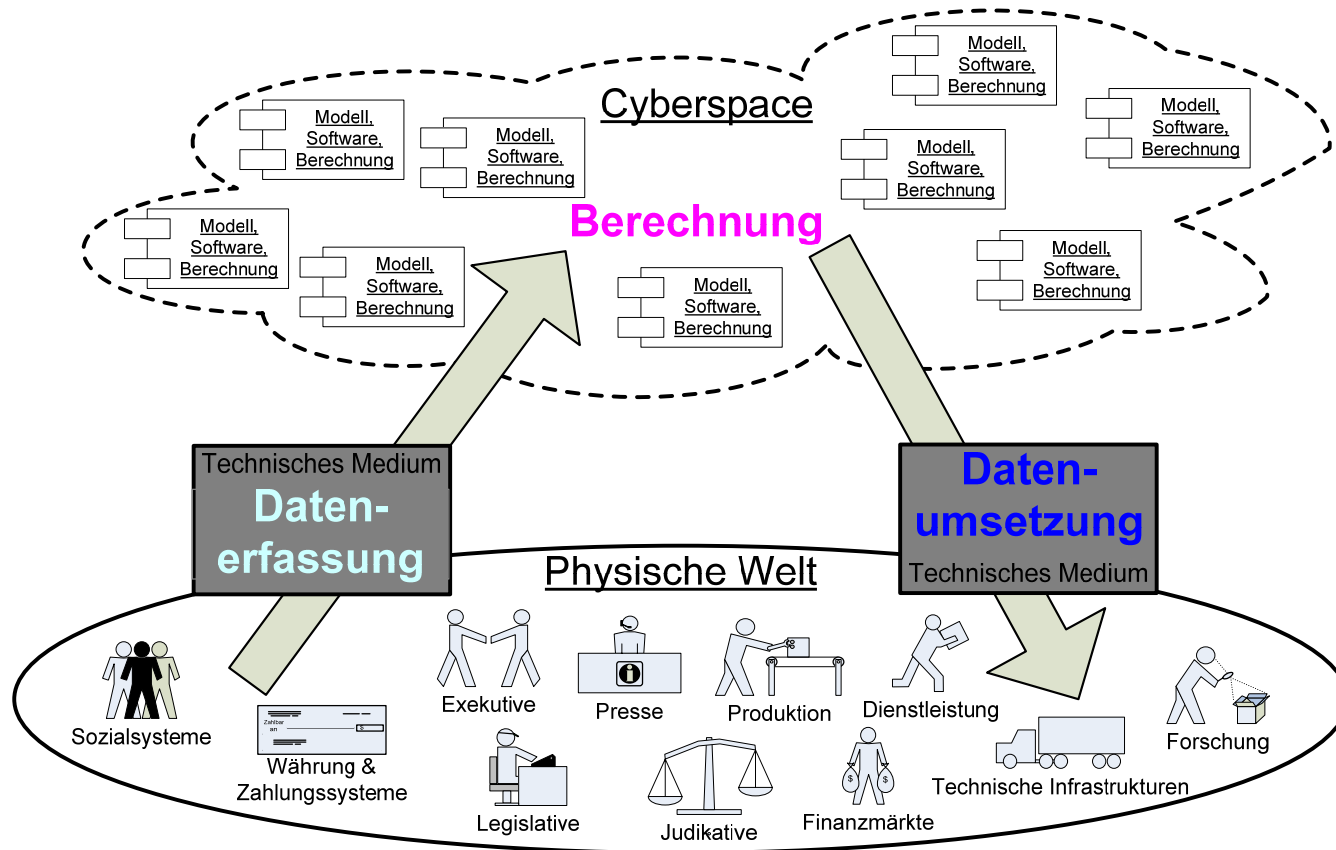 Modell,
Software,
Berechnung
Cyberspace
Modell,
Software,
Berechnung
Modell,
Software,
Berechnung
Modell,
Software,
Berechnung
Modell,
Software,
Berechnung
Modell,
Software,
Berechnung
Berechnung
Modell,
Software,
Berechnung
Modell,
Software,
Berechnung
Modell,
Software,
Berechnung
Technisches Medium
Daten-
erfassung
Daten-
umsetzung
Technisches Medium
Physische Welt
Sozialsysteme
Zahlbar
an
$
Währung &
Zahlungssysteme
Exekutive
i
Presse
Produktion
Dienstleistung
Forschung
Legislative
Judikative
$
$
Finanzmärkte
Technische Infrastrukturen